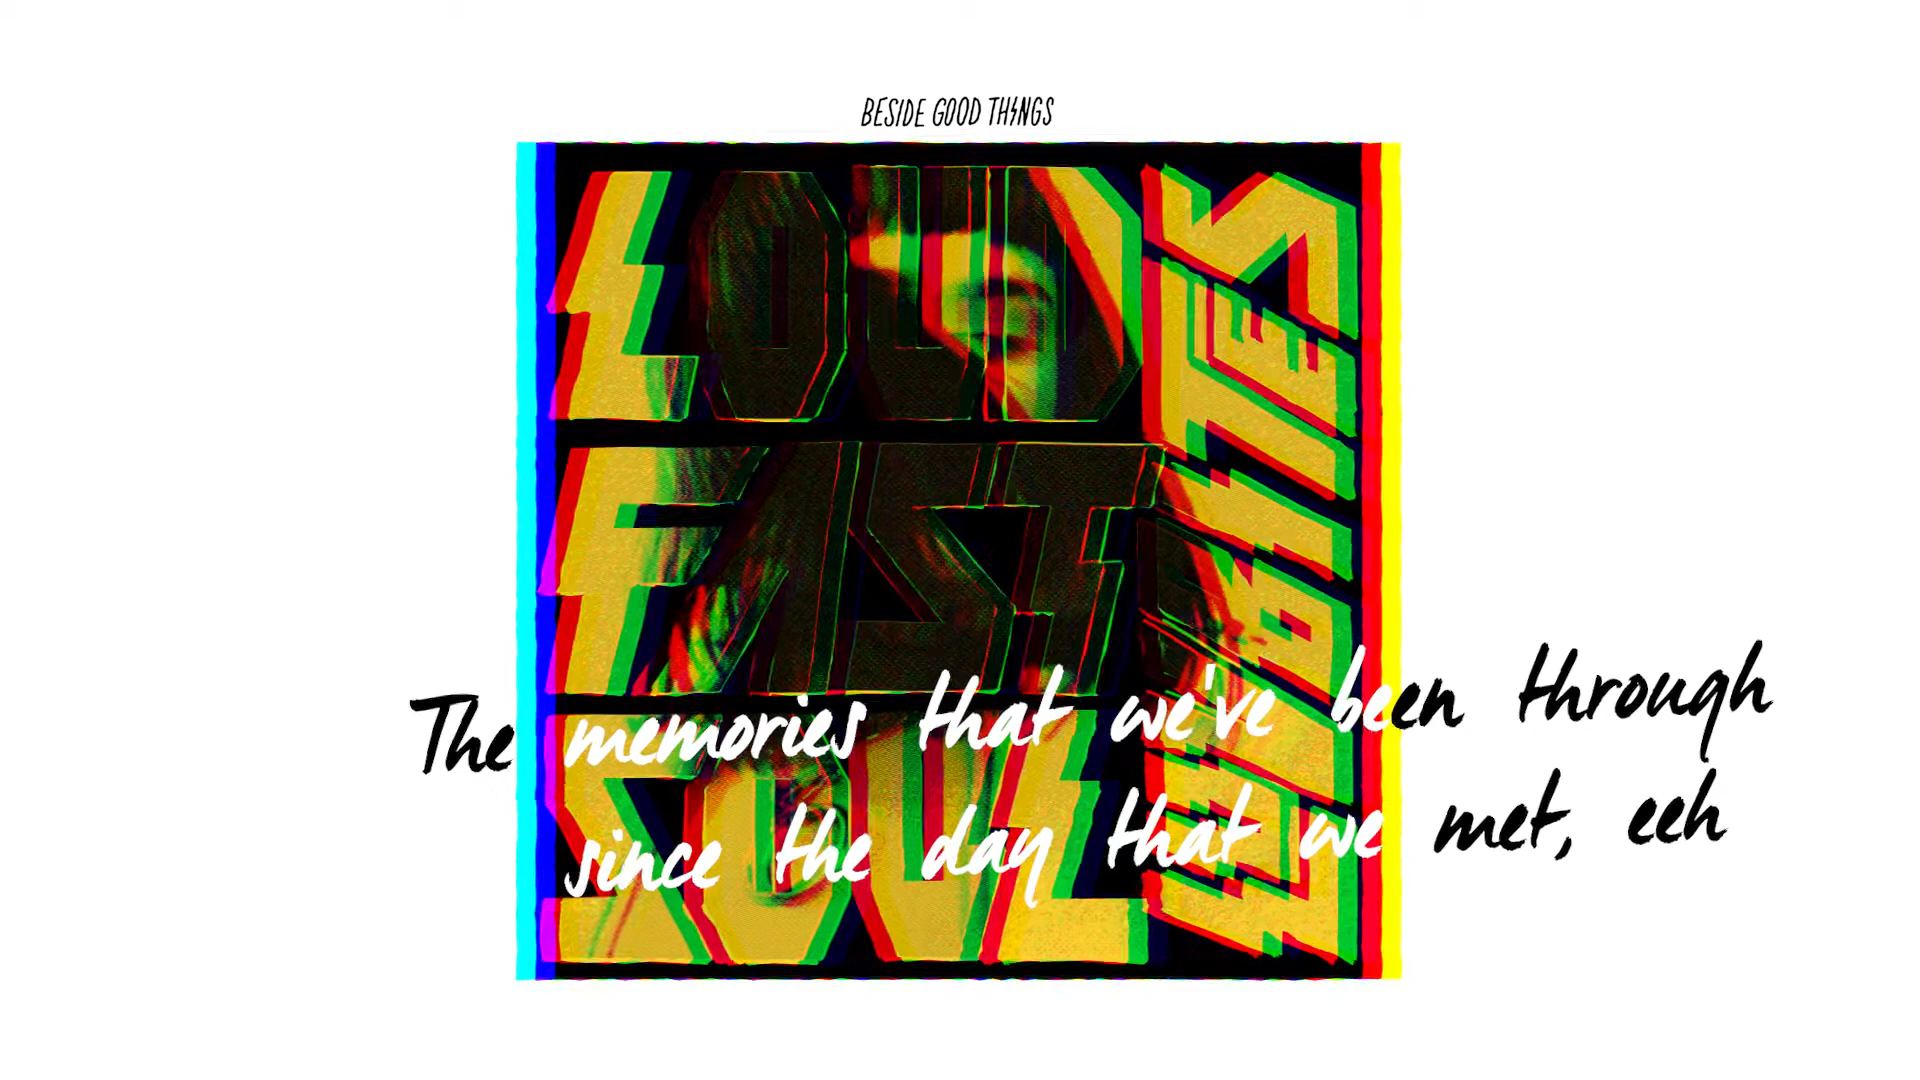 BESIDE GOOD THINGS
LOUD
FAST
SOUL
The memories that we've been through
since the day that we met, eeh